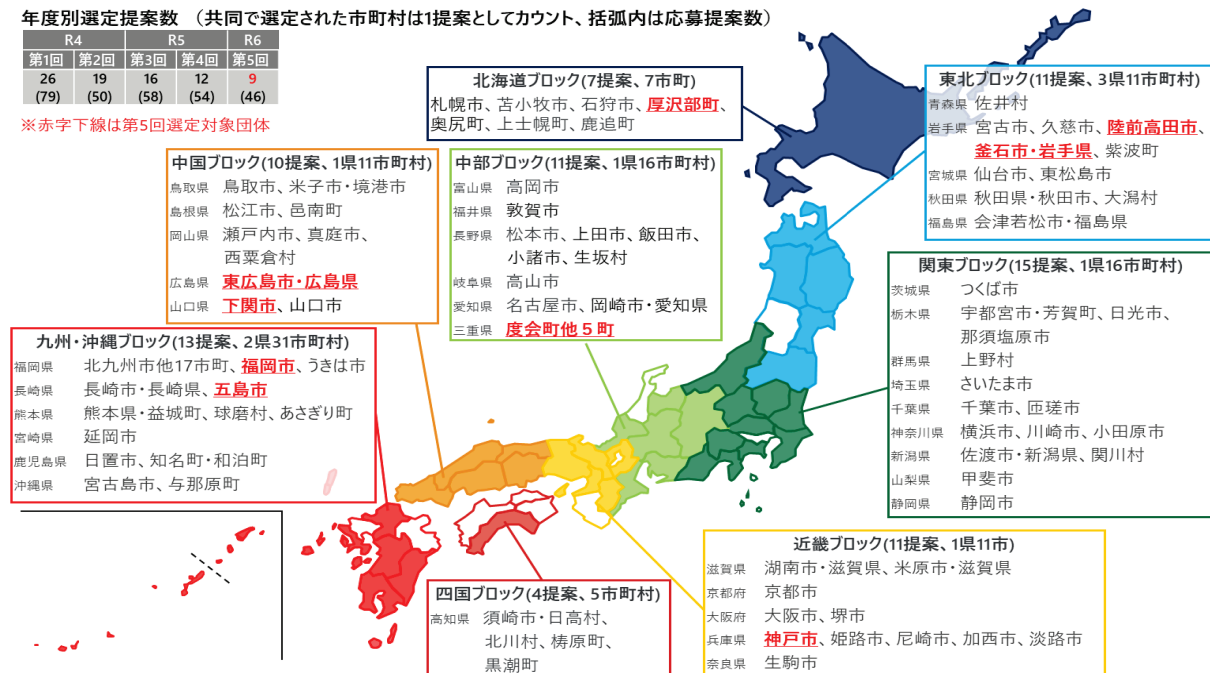 年度別選定提案数 (共同で選定された市町村は1提案としてカウント、括弧内は応募提案数)
R4 R5 R6
第1回 第2回 第3回 第4回 第5回
26 19 16 12 9
(79) (50) (58) (54) (46)
※赤字下線は第5回選定対象団体
北海道ブロック(7提案、7市町)
札幌市、苫小牧市、石狩市、厚沢部町、
奥尻町、上士幌町、鹿追町
東北ブロック(11提案、3県11市町村)
青森県 佐井村
岩手県 宮古市、久慈市、陸前高田市、
釜石市・岩手県、紫波町
宮城県 仙台市、東松島市
秋田県 秋田県・秋田市、大潟村
福島県 会津若松市・福島県
中国ブロック(10提案、1県11市町村)
鳥取県 鳥取市、米子市・境港市
島根県 松江市、邑南町
岡山県 瀬戸内市、真庭市、
西粟倉村
広島県 東広島市・広島県
山口県 下関市、山口市
中部ブロック(11提案、1県16市町村)
富山県 高岡市
福井県 敦賀市
長野県 松本市、上田市、飯田市、
小諸市、生坂村
岐阜県 高山市
愛知県 名古屋市、岡崎市・愛知県
三重県 度会町他5町
関東ブロック(15提案、1県16市町村)
茨城県 つくば市
栃木県 宇都宮市・芳賀町、日光市、
那須塩原市
群馬県 上野村
埼玉県 さいたま市
千葉県 千葉市、匝瑳市
神奈川県 横浜市、川崎市、小田原市
新潟県 佐渡市・新潟県、関川村
山梨県 甲斐市
静岡県 静岡市
九州・沖縄ブロック(13提案、2県31市町村)
福岡県 北九州市他17市町、福岡市、うきは市
長崎県 長崎市・長崎県、五島市
熊本県 熊本県・益城町、球磨村、あさぎり町
宮崎県 延岡市
鹿児島県 日置市、知名町・和泊町
沖縄県 宮古島市、与那原町
四国ブロック(4提案、5市町村)
高知県 須崎市・日高村、
北川村、梼原町、
黒潮町
近畿ブロック(11提案、1県11市)
滋賀県 湖南市・滋賀県、米原市・滋賀県
京都府 京都市
大阪府 大阪市、堺市
兵庫県 神戸市、姫路市、尼崎市、加西市、淡路市
奈良県 生駒市